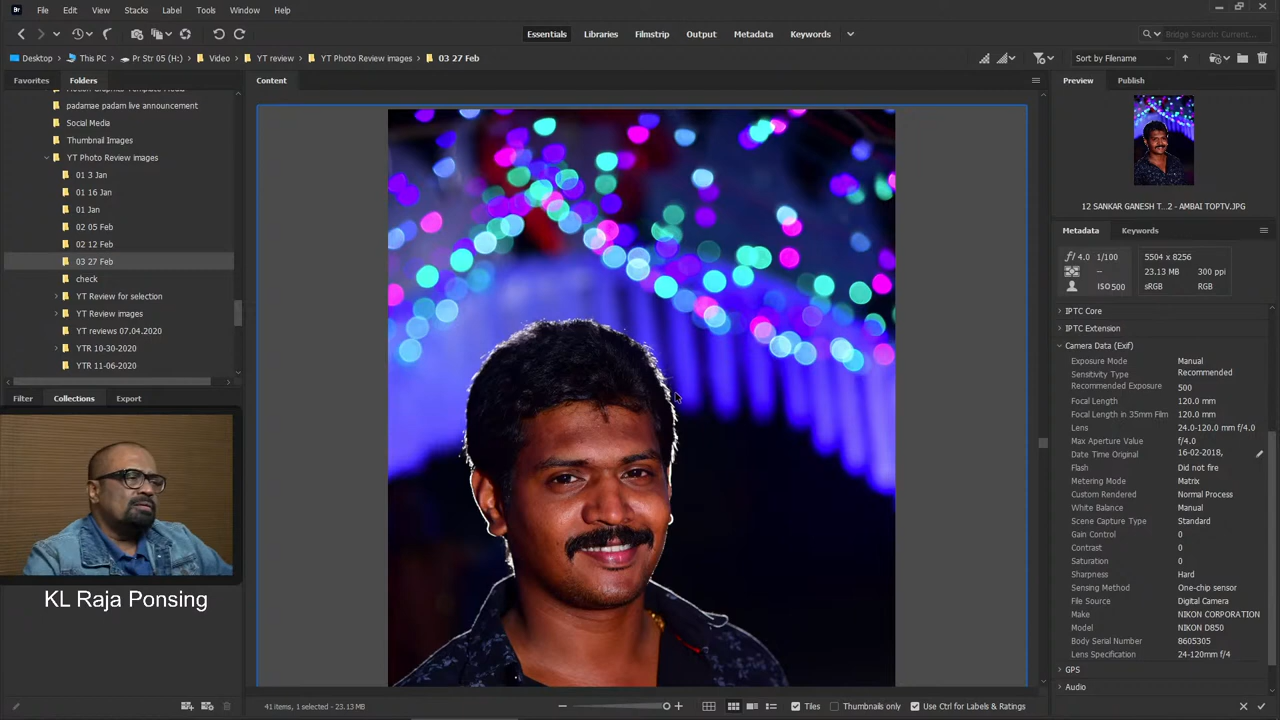 Br File Edit View Stacks Label Tools Window Help
Essentials Libraries Filmstrip Output Metadata Keywords
Bridge Search: Current...
Desktop This PC Pr Str 05 (H:) Video YT review YT Photo Review images 03 27 Feb
Sort by Filename
Favorites Folders
Content
Preview Publish
padamae padam live announcement
Social Media
Thumbnail Images
YT Photo Review images
01 3 Jan
01 16 Jan
01 Jan
02 05 Feb
02 12 Feb
03 27 Feb
check
YT Review for selection
YT Review images
YT reviews 07.04.2020
YTR 10-30-2020
YTR 11-06-2020
Filter Collections Export
KL Raja Ponsing
41 items, 1 selected - 23.13 MB
Tiles Thumbnails only Use Ctrl for Labels & Ratings
12 SANKAR GANESH T...2 - AMBAI TOPTV.JPG
Metadata Keywords
f/ 4.0 1/100
--
ISO500
5504 x 8256
23.13 MB 300 ppi
sRGB RGB
IPTC Core
IPTC Extension
Camera Data (Exif)
Exposure Mode Manual
Sensitivity Type Recommended
Recommended Exposure 500
Focal Length 120.0 mm
Focal Length in 35mm Film 120.0 mm
Lens 24.0-120.0 mm f/4.0
Max Aperture Value f/4.0
Date Time Original 16-02-2018,
Flash Did not fire
Metering Mode Matrix
Custom Rendered Normal Process
White Balance Manual
Scene Capture Type Standard
Gain Control 0
Contrast 0
Saturation 0
Sharpness Hard
Sensing Method One-chip sensor
File Source Digital Camera
Make NIKON CORPORATION
Model NIKON D850
Body Serial Number 8605305
Lens Specification 24-120mm f/4
GPS
Audio